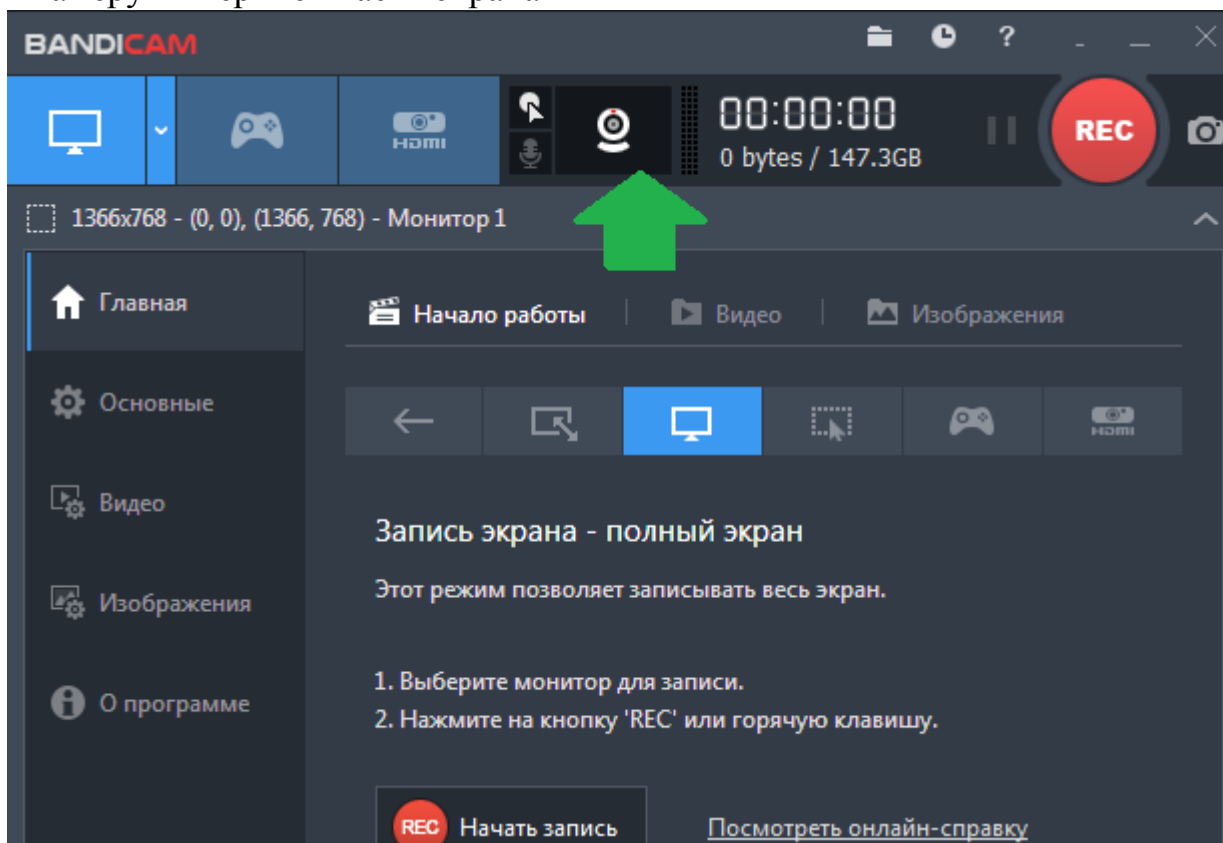 BANDICAM
?
HDMI
00:00:00
0 bytes / 147.3GB
REC
1366x768 - (0, 0), (1366, 768) - Монитор 1
Главная
Начало работы
Видео
Изображения
Основные
HDMI
Видео
Запись экрана - полный экран
Этот режим позволяет записывать весь экран.
Изображения
1. Выберите монитор для записи.
О программе
2. Нажмите на кнопку 'REC' или горячую клавишу.
REC Начать запись
Посмотреть онлайн-справку